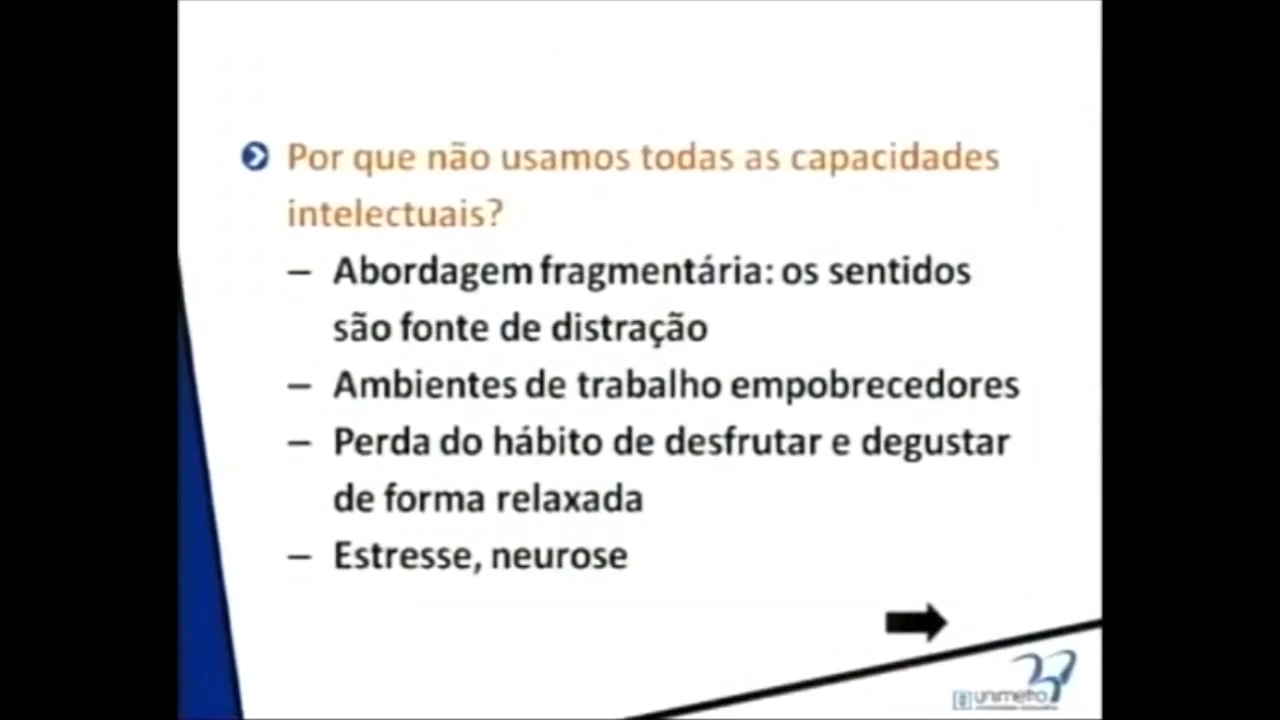 Por que não usamos todas as capacidades
intelectuais?
– Abordagem fragmentária: os sentidos
são fonte de distração
– Ambientes de trabalho empobrecedores
– Perda do hábito de desfrutar e degustar
de forma relaxada
– Estresse, neurose
unimetro